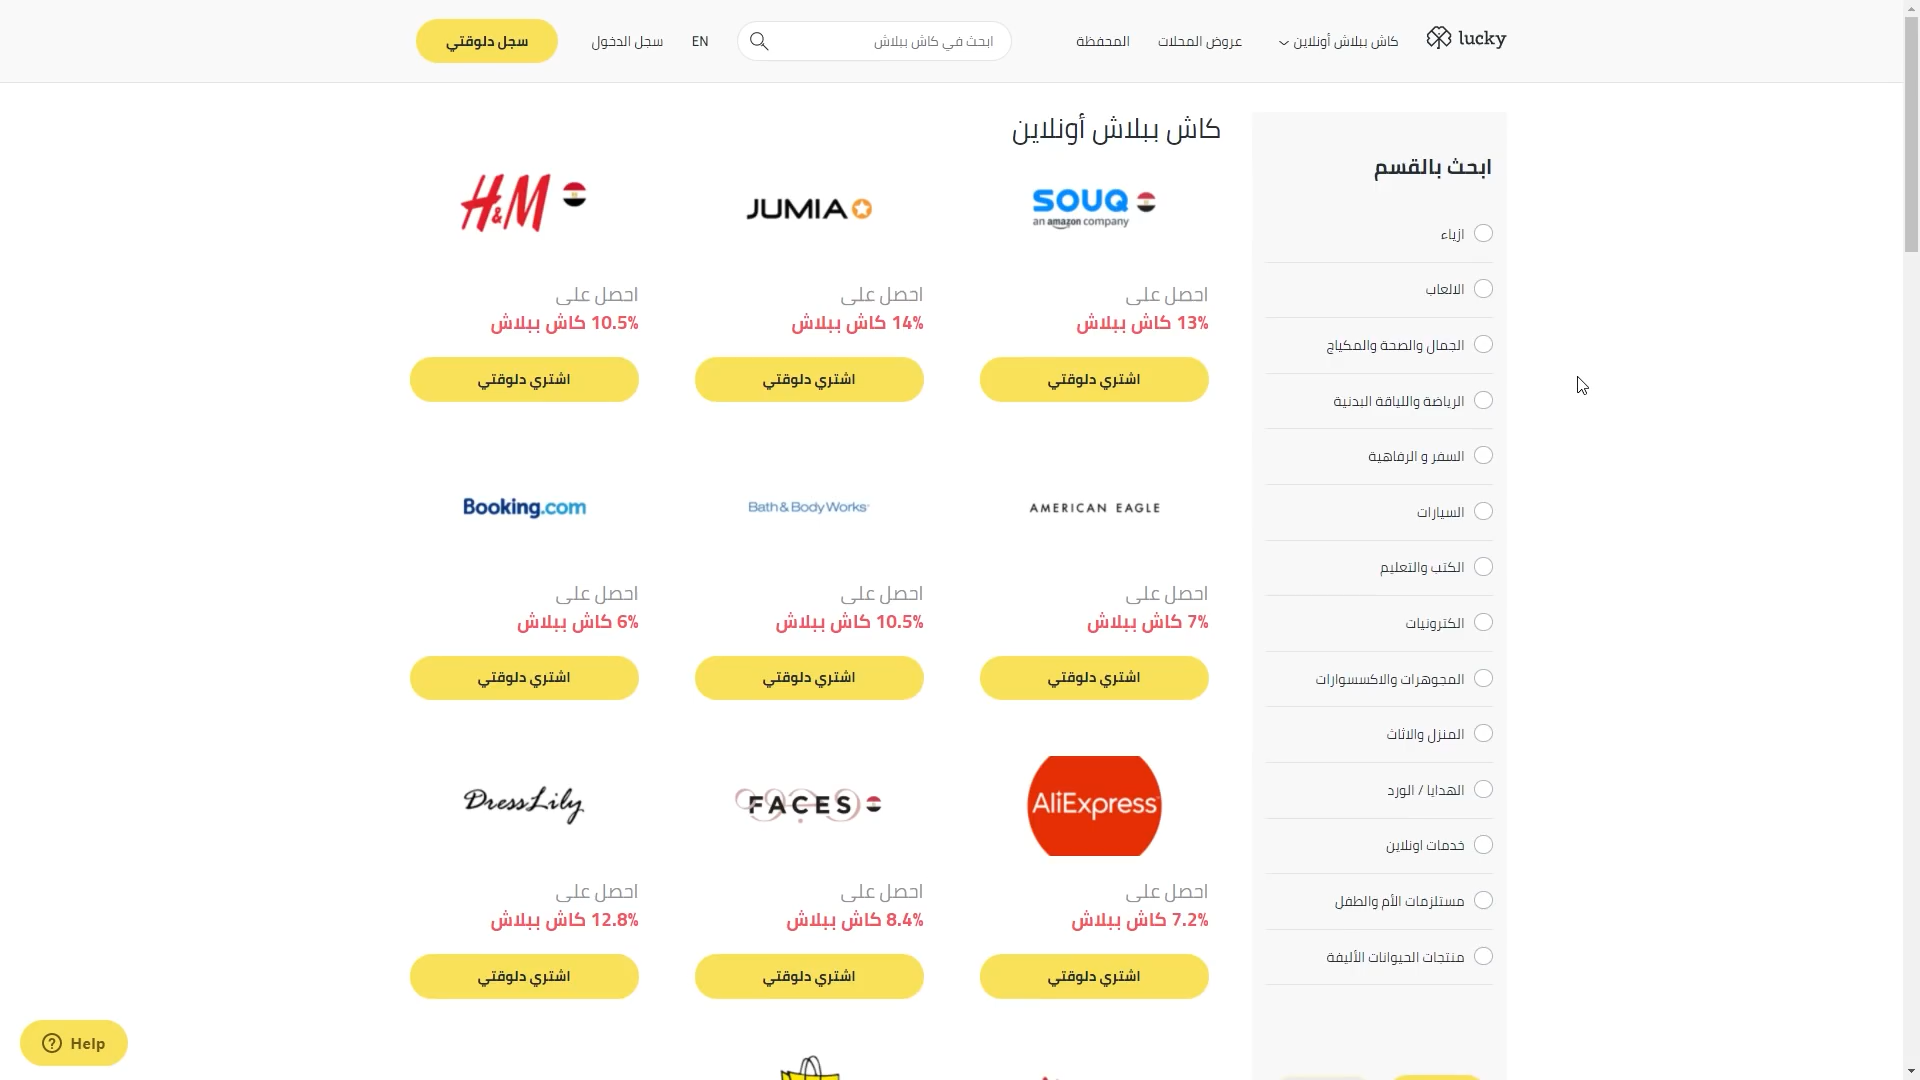 lucky
كاش ببلاش أونلاين
عروض المحلات
المحفظة
ابحث في كاش ببلاش
EN
سجل الدخول
سجل دلوقتي
ابحث بالقسم
ازياء
الالعاب
الجمال والصحة والمكياج
الرياضة واللياقة البدنية
السفر و الرفاهية
السيارات
الكتب والتعليم
الكترونيات
المجوهرات والاكسسوارات
المنزل والاثاث
الهدايا / الورد
خدمات اونلاين
مستلزمات الأم والطفل
منتجات الحيوانات الأليفة
كاش ببلاش أونلاين
SOUQ
an amazon company
احصل على
13% كاش ببلاش
اشتري دلوقتي
JUMIA
احصل على
14% كاش ببلاش
اشتري دلوقتي
H&M
احصل على
10.5% كاش ببلاش
اشتري دلوقتي
AMERICAN EAGLE
احصل على
7% كاش ببلاش
اشتري دلوقتي
Bath & Body Works
احصل على
10.5% كاش ببلاش
اشتري دلوقتي
Booking.com
احصل على
6% كاش ببلاش
اشتري دلوقتي
AliExpress
احصل على
7.2% كاش ببلاش
اشتري دلوقتي
FACES
احصل على
8.4% كاش ببلاش
اشتري دلوقتي
DressLily
احصل على
12.8% كاش ببلاش
اشتري دلوقتي
Help